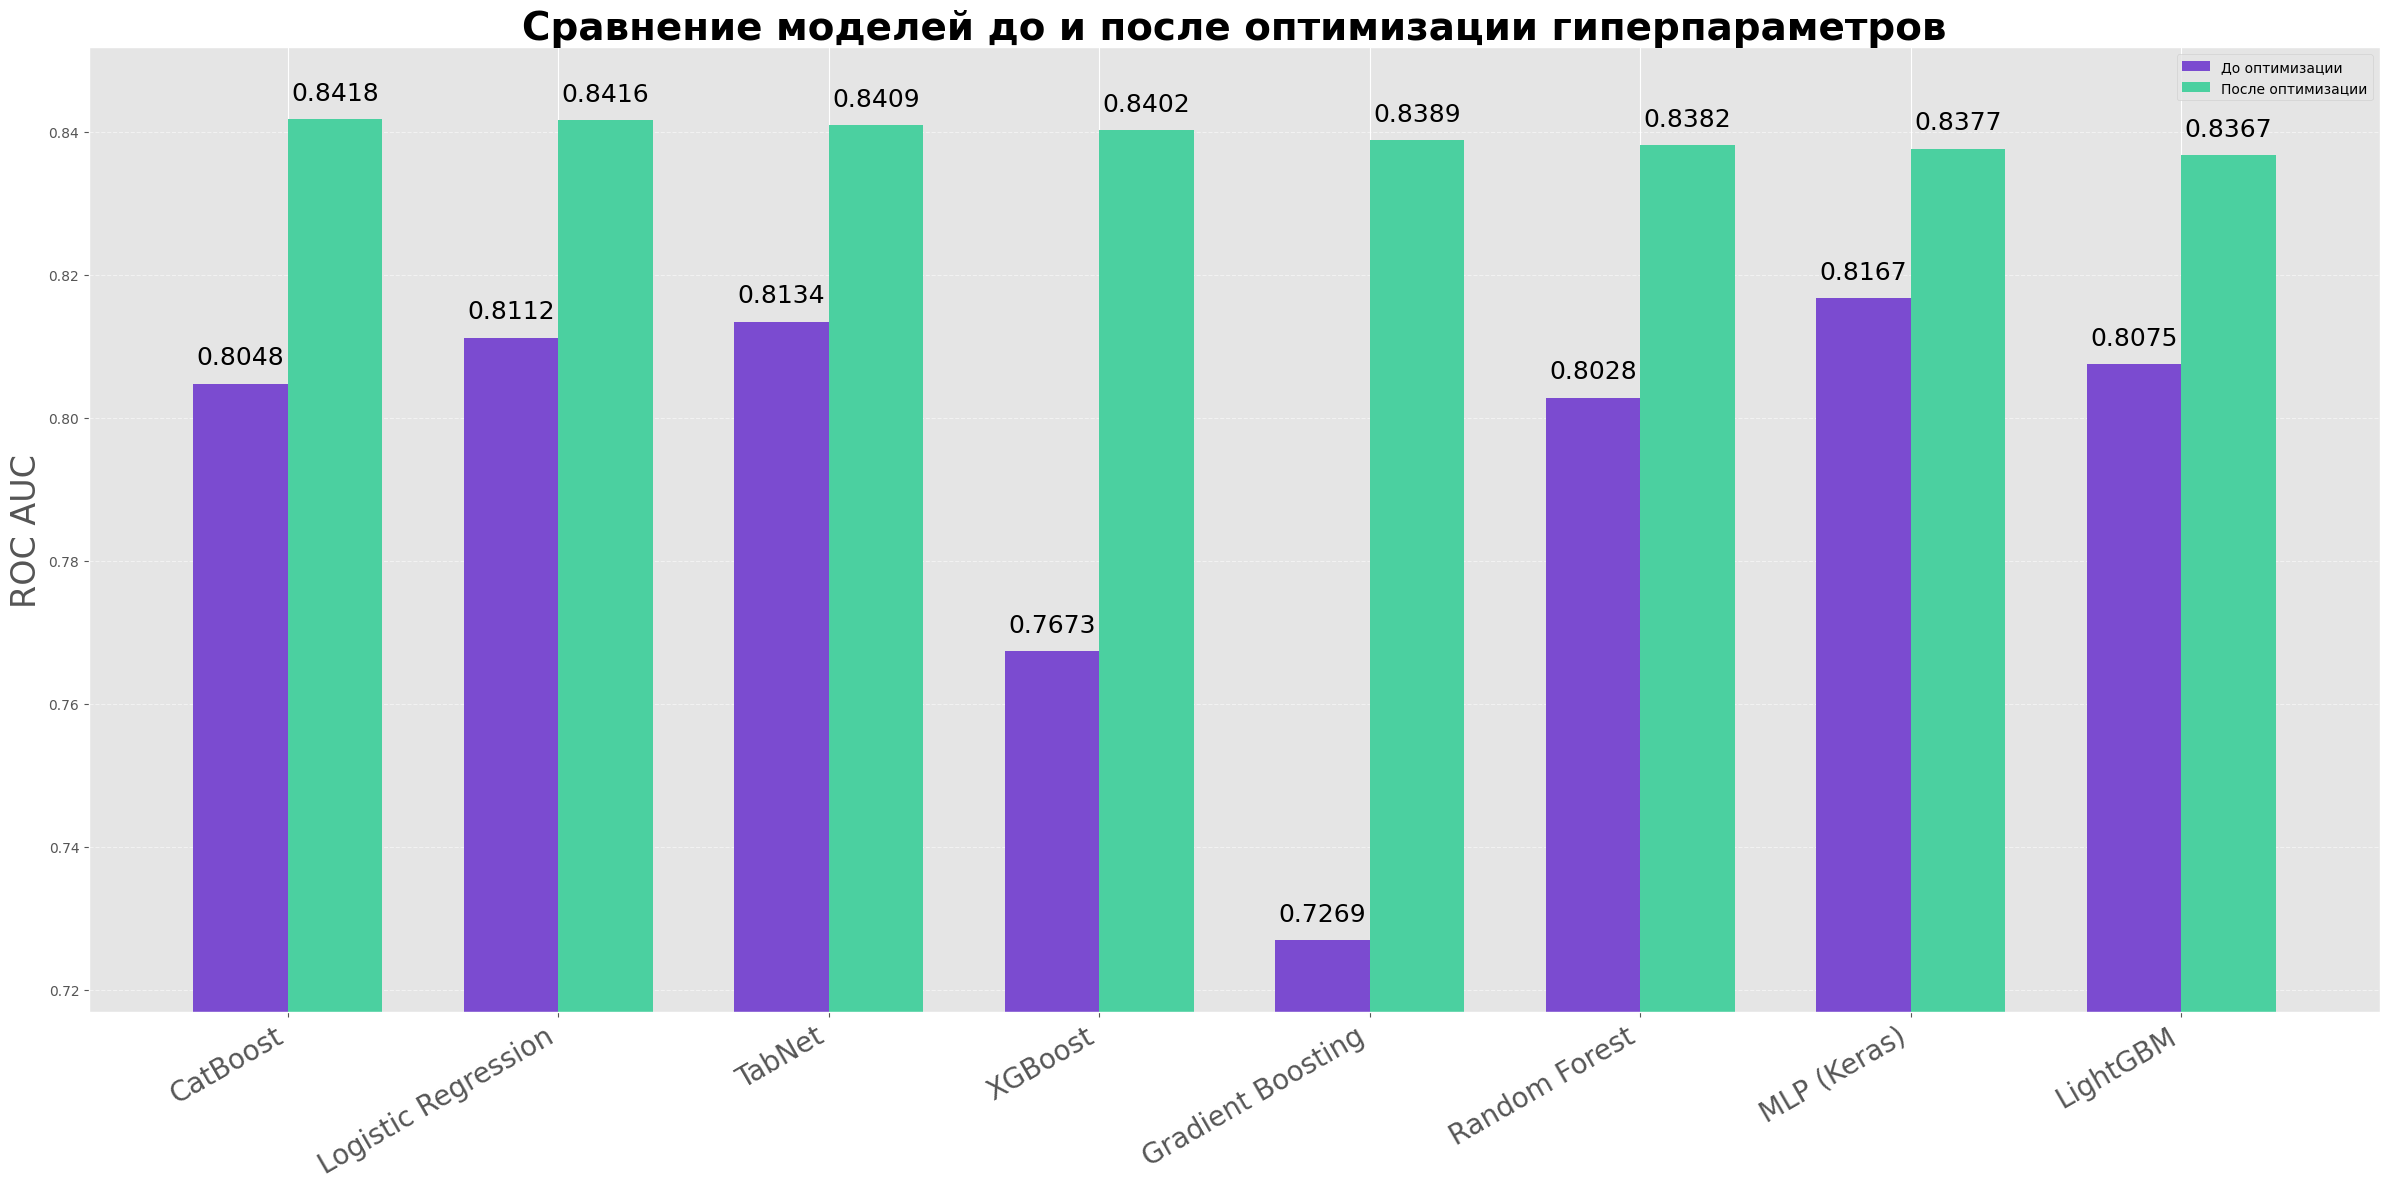 Сравнение моделей до и после оптимизации гиперпараметров
До оптимизации
После оптимизации
ROC AUC
0.84
0.82
0.80
0.78
0.76
0.74
0.72
0.8048
0.8418
0.8112
0.8416
0.8134
0.8409
0.7673
0.8402
0.7269
0.8389
0.8028
0.8382
0.8167
0.8377
0.8075
0.8367
CatBoost
Logistic Regression
TabNet
XGBoost
Gradient Boosting
Random Forest
MLP (Keras)
LightGBM